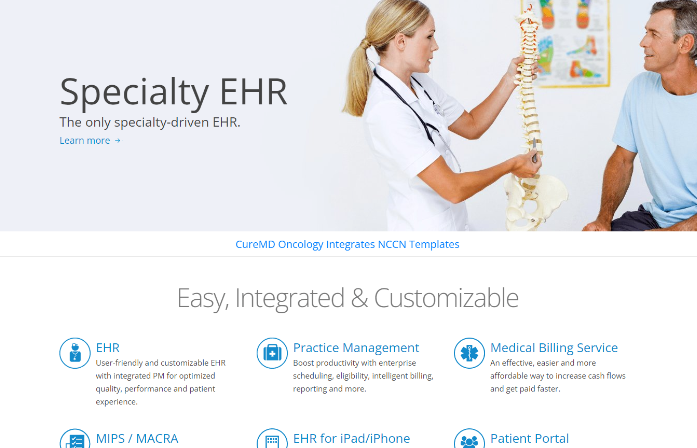 Specialty EHR
The only specialty-driven EHR.
Learn more →
CureMD Oncology Integrates NCCN Templates
Easy, Integrated & Customizable
EHR
User-friendly and customizable EHR
with integrated PM for optimized
quality, performance and patient
experience.
Practice Management
Boost productivity with enterprise
scheduling, eligibility, intelligent billing,
reporting and more.
Medical Billing Service
An effective, easier and more
affordable way to increase cash flows
and get paid faster.
MIPS / MACRA
EHR for iPad/iPhone
Patient Portal